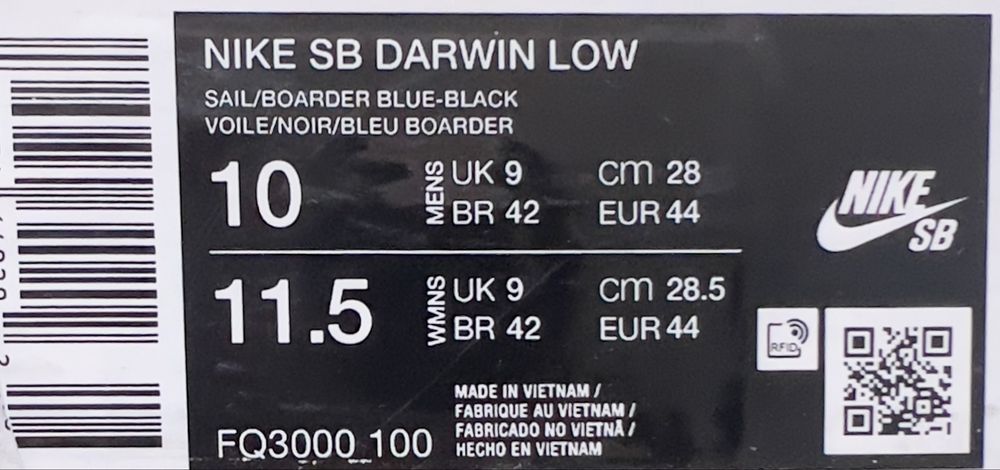 NIKE SB DARWIN LOW
SAIL/BOARDER BLUE-BLACK
VOILE/NOIR/BLEU BOARDER
10 MENS UK 9 cm 28
BR 42 EUR 44
11.5 WMNS UK 9 cm 28.5
BR 42 EUR 44
NIKE
SB
RFID
MADE IN VIETNAM /
FABRIQUE AU VIETNAM /
FABRICADO NO VIETNÃ /
HECHO EN VIETNAM
FQ3000 100